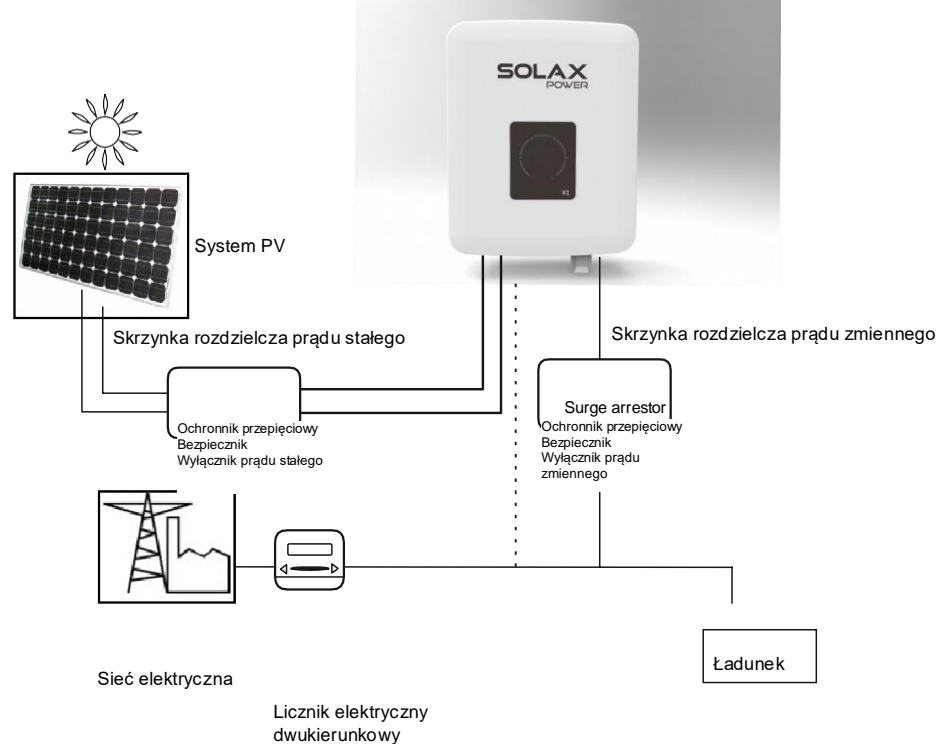 SOLAX
POWER
X1
System PV
Skrzynka rozdzielcza prądu stałego
Skrzynka rozdzielcza prądu zmiennego
Ochronnik przepięciowy
Bezpiecznik
Wyłącznik prądu stałego
Surge arrestor
Ochronnik przepięciowy
Bezpiecznik
Wyłącznik prądu
zmiennego
Ładunek
Sieć elektryczna
Licznik elektryczny
dwukierunkowy